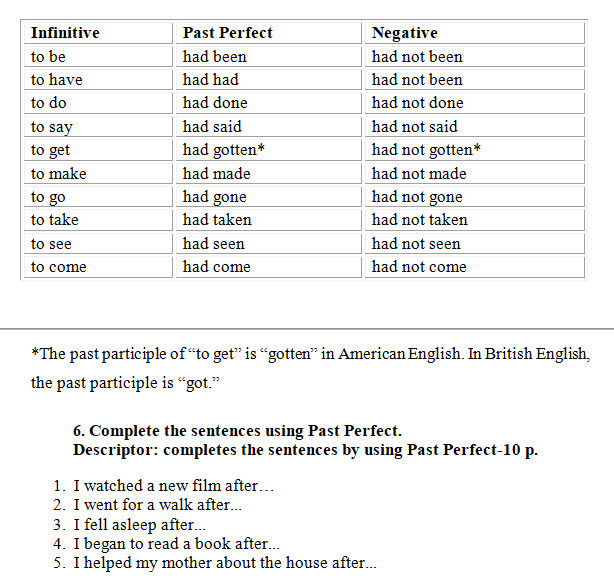 Infinitive Past Perfect Negative
to be had been had not been
to have had had had not been
to do had done had not done
to say had said had not said
to get had gotten* had not gotten*
to make had made had not made
to go had gone had not gone
to take had taken had not taken
to see had seen had not seen
to come had come had not come
*The past participle of “to get” is “gotten” in American English. In British English,
the past participle is “got.”
6. Complete the sentences using Past Perfect.
Descriptor: completes the sentences by using Past Perfect-10 p.
1. I watched a new film after…
2. I went for a walk after...
3. I fell asleep after...
4. I began to read a book after...
5. I helped my mother about the house after...